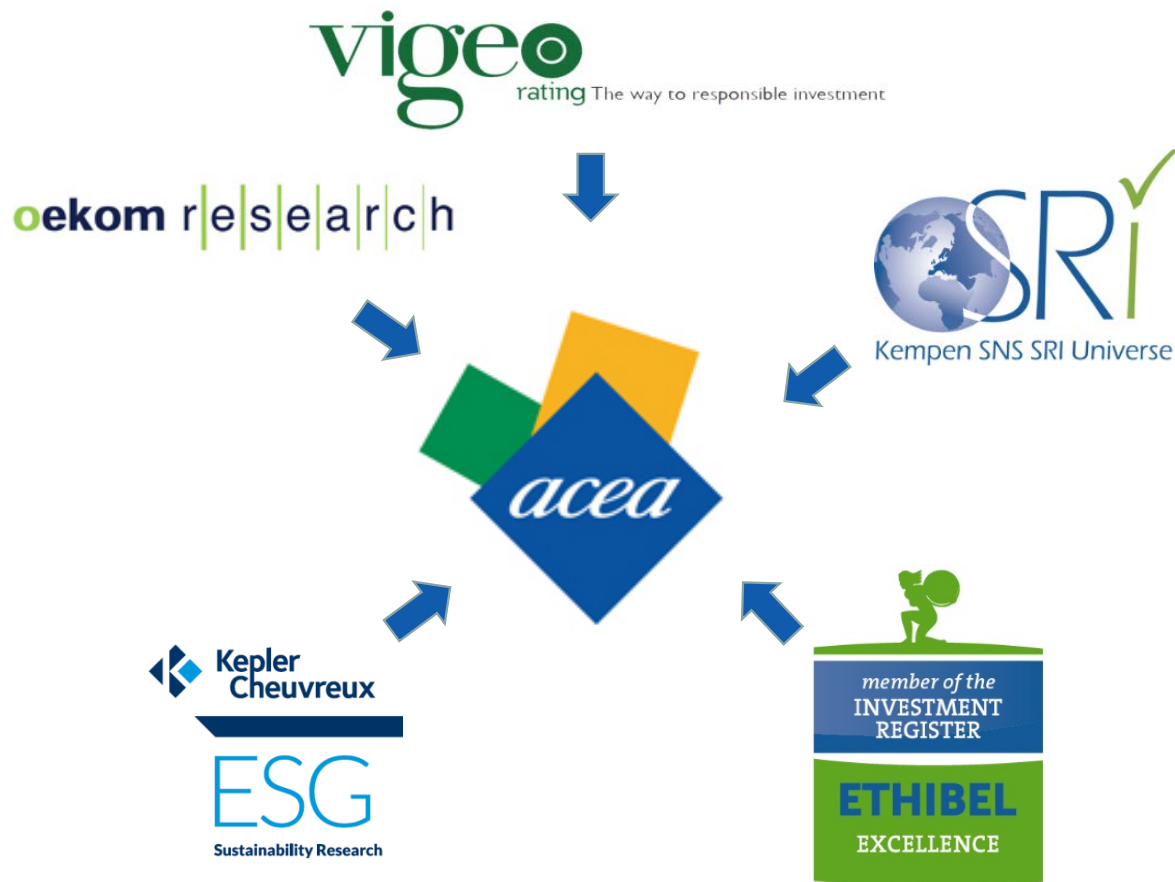 vigeo
rating The way to responsible investment
oekom research
SRi
Kempen SNS SRI Universe
acea
Kepler
Cheuvreux
ESG
Sustainability Research
member of the
INVESTMENT
REGISTER
ETHIBEL
EXCELLENCE